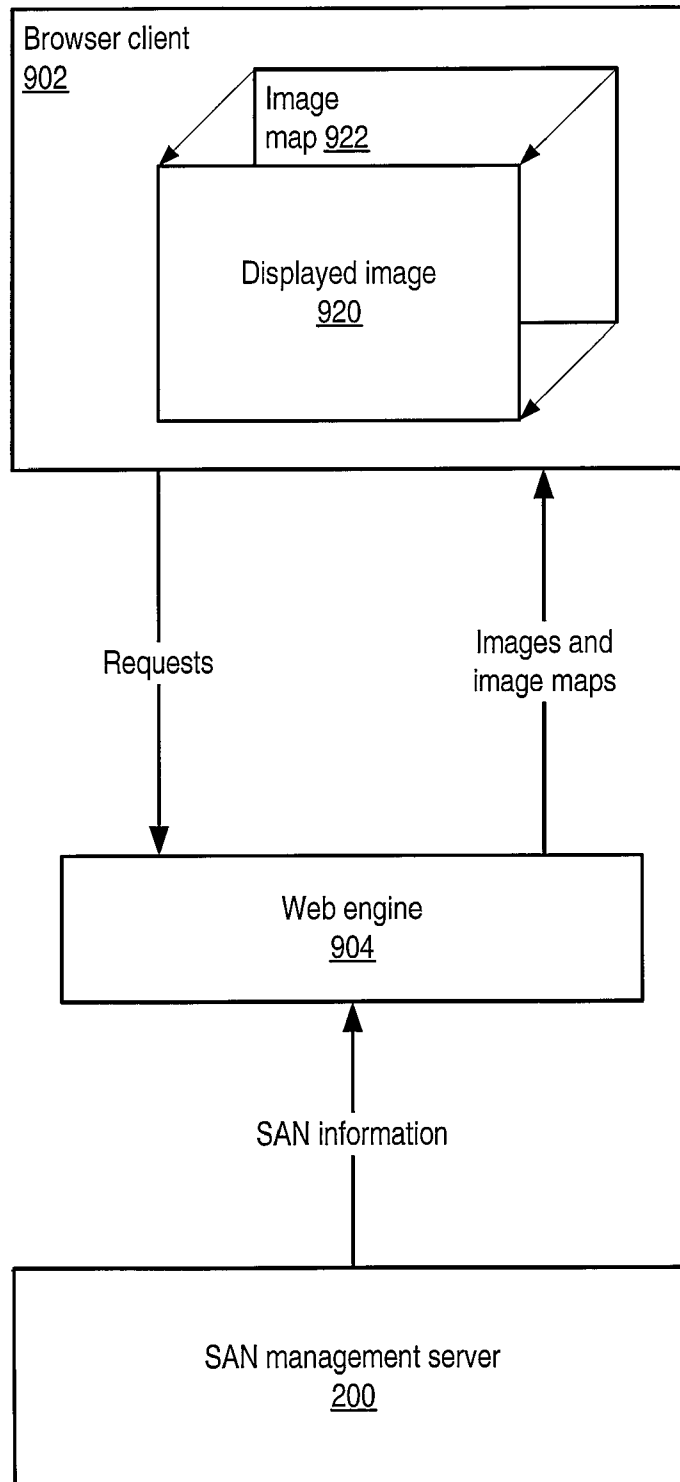 Browser client
902
Image
map 922
Displayed image
920
Requests
Images and
image maps
Web engine
904
SAN information
SAN management server
200